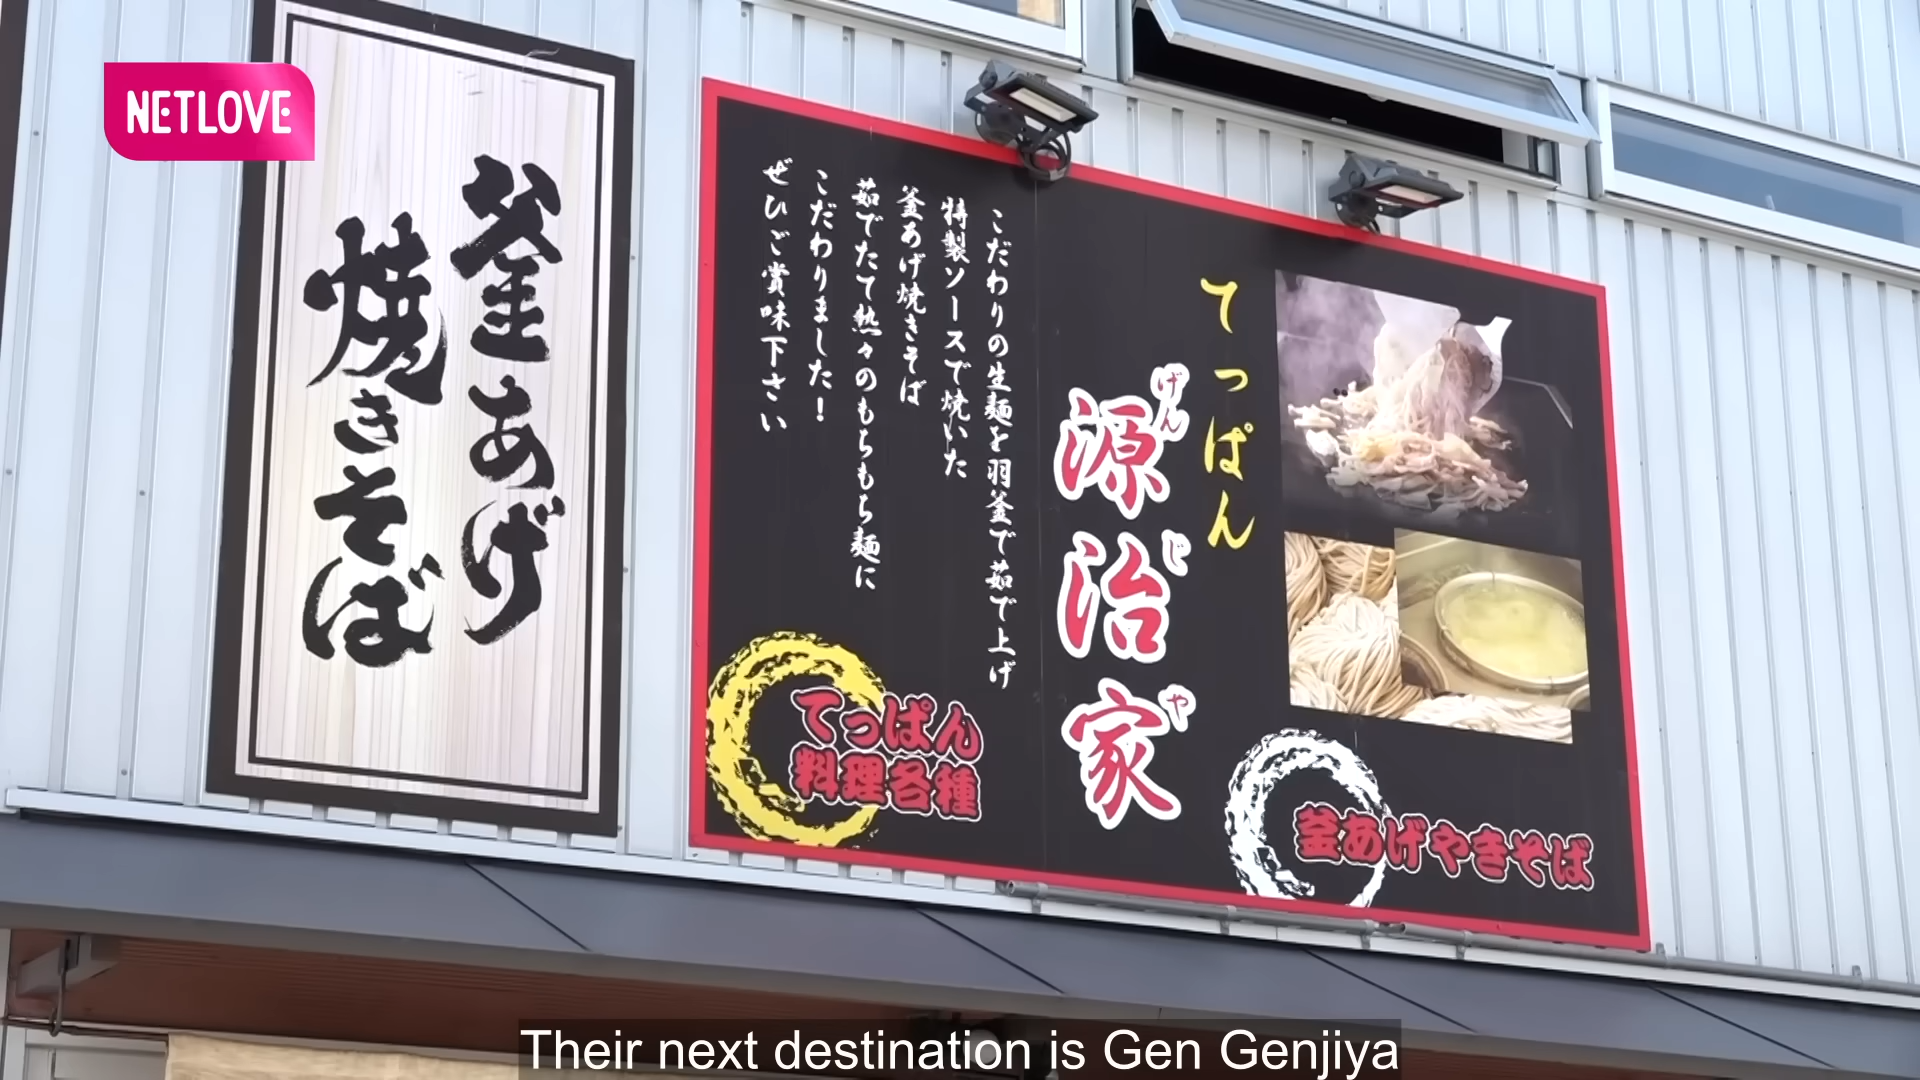 NETLOVE
釜あげ
焼きそば
てっぱん
源治家
げんじや
こだわりの生麺を羽釜で茹で上げ
特製ソースで焼いた
釜あげ焼きそば
茹でたて熱々のもちもち麺に
こだわりました!
ぜひご賞味下さい
てっぱん
料理各種
釜あげやきそば
Their next destination is Gen Genjiya